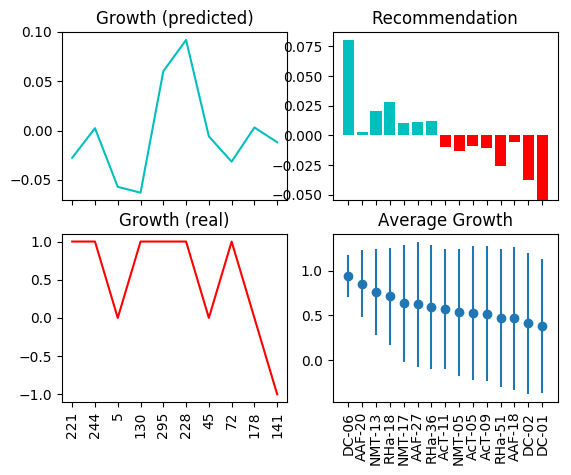 Growth (predicted)
0.10
0.05
0.00
−0.05
Recommendation
0.075
0.050
0.025
0.000
−0.025
−0.050
Growth (real)
1.0
0.5
0.0
−0.5
−1.0
221
244
5
130
295
228
45
72
178
141
Average Growth
1.0
0.5
0.0
DC-06
AAF-20
NMT-13
RHa-18
NMT-17
AAF-27
RHa-36
AcT-11
NMT-05
AcT-05
AcT-09
RHa-51
AAF-18
DC-02
DC-01